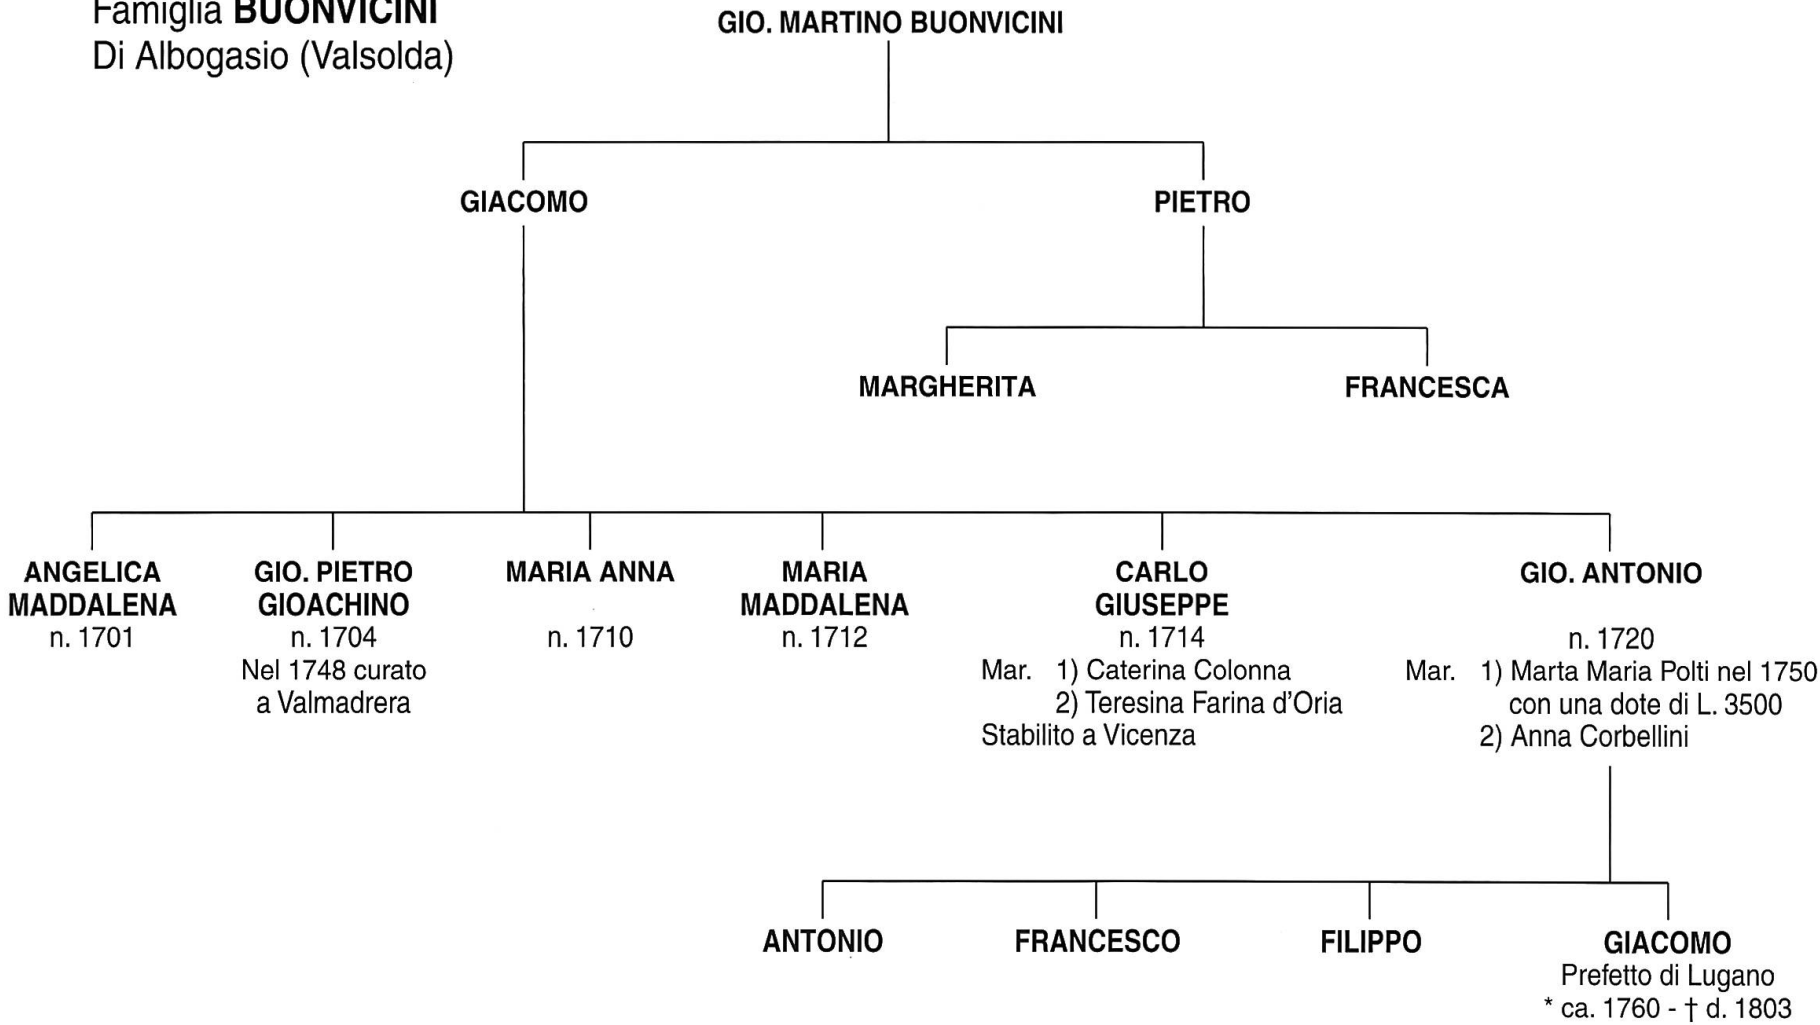 Famiglia BUONVICINI
Di Albogasio (Valsolda)
GIO. MARTINO BUONVICINI
GIACOMO
PIETRO
MARGHERITA
FRANCESCA
ANGELICA
MADDALENA
n. 1701
GIO. PIETRO
GIOACHINO
n. 1704
Nel 1748 curato
a Valmadrera
MARIA ANNA
n. 1710
MARIA
MADDALENA
n. 1712
CARLO
GIUSEPPE
n. 1714
Mar. 1) Caterina Colonna
2) Teresina Farina d'Oria
Stabilito a Vicenza
GIO. ANTONIO
n. 1720
Mar. 1) Marta Maria Polti nel 1750
con una dote di L. 3500
2) Anna Corbellini
ANTONIO
FRANCESCO
FILIPPO
GIACOMO
Prefetto di Lugano
* ca. 1760 - † d. 1803